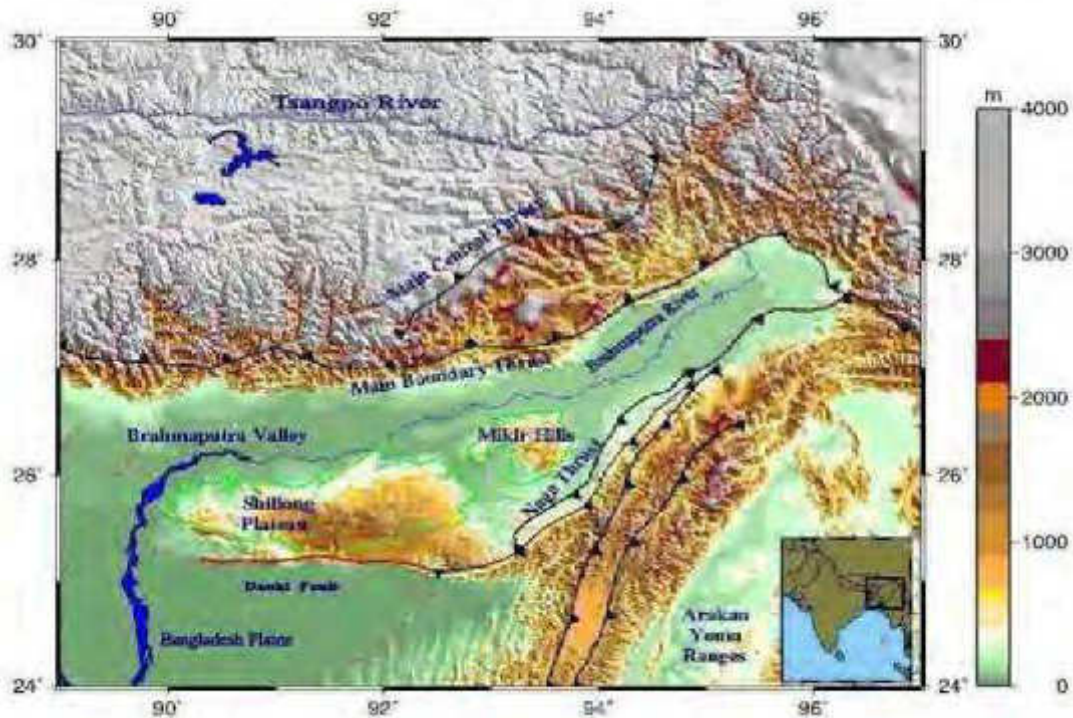 90° 92° 94° 96°
30° 30°
m
4000
Tsangpo River
3000
Main Central Thrust
28° 28°
Brahmaputra River
Main Boundary Thrust
2000
Brahmaputra Valley
Mikir Hills
26° 26°
Naga Thrust
Shillong
Plateau
1000
Dauki Fault
Bangladesh Plains
Arakan
Yoma
Ranges
24° 24°
0
90° 92° 94° 96°